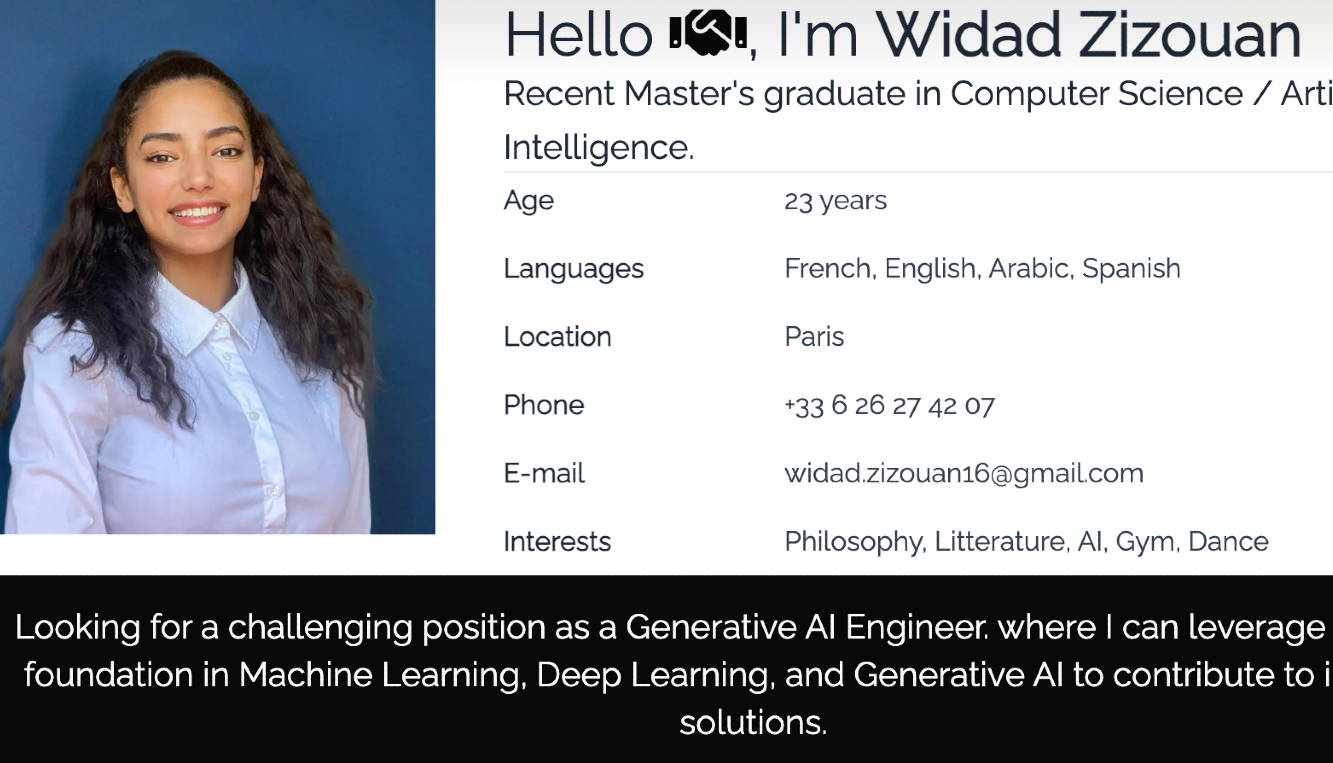 Hello , I'm Widad Zizouan
Recent Master's graduate in Computer Science / Arti
Intelligence.
Age 23 years
Languages French, English, Arabic, Spanish
Location Paris
Phone +33 6 26 27 42 07
E-mail widad.zizouan16@gmail.com
Interests Philosophy, Litterature, AI, Gym, Dance
Looking for a challenging position as a Generative AI Engineer. where I can leverage
foundation in Machine Learning, Deep Learning, and Generative AI to contribute to i
solutions.